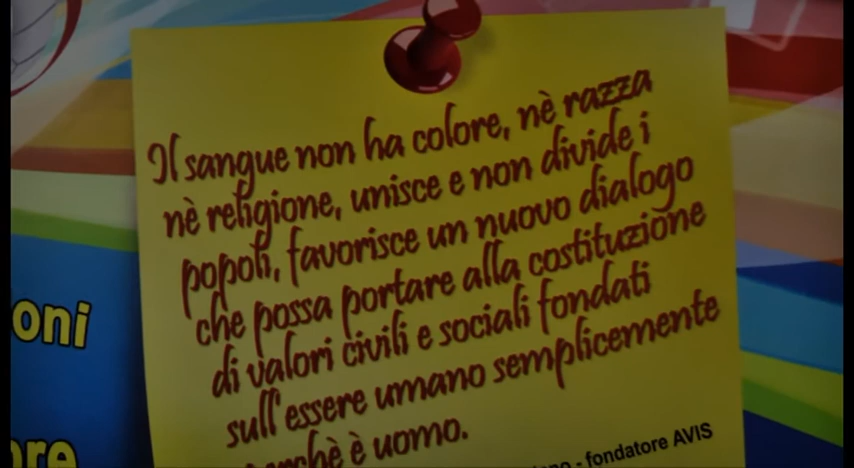 Il sangue non ha colore, nè razza
nè religione, unisce e non divide i
popoli, favorisce un nuovo dialogo
che possa portare alla costituzione
di valori civili e sociali fondati
sull'essere umano semplicemente
perchè è uomo.
- fondatore AVIS
oni